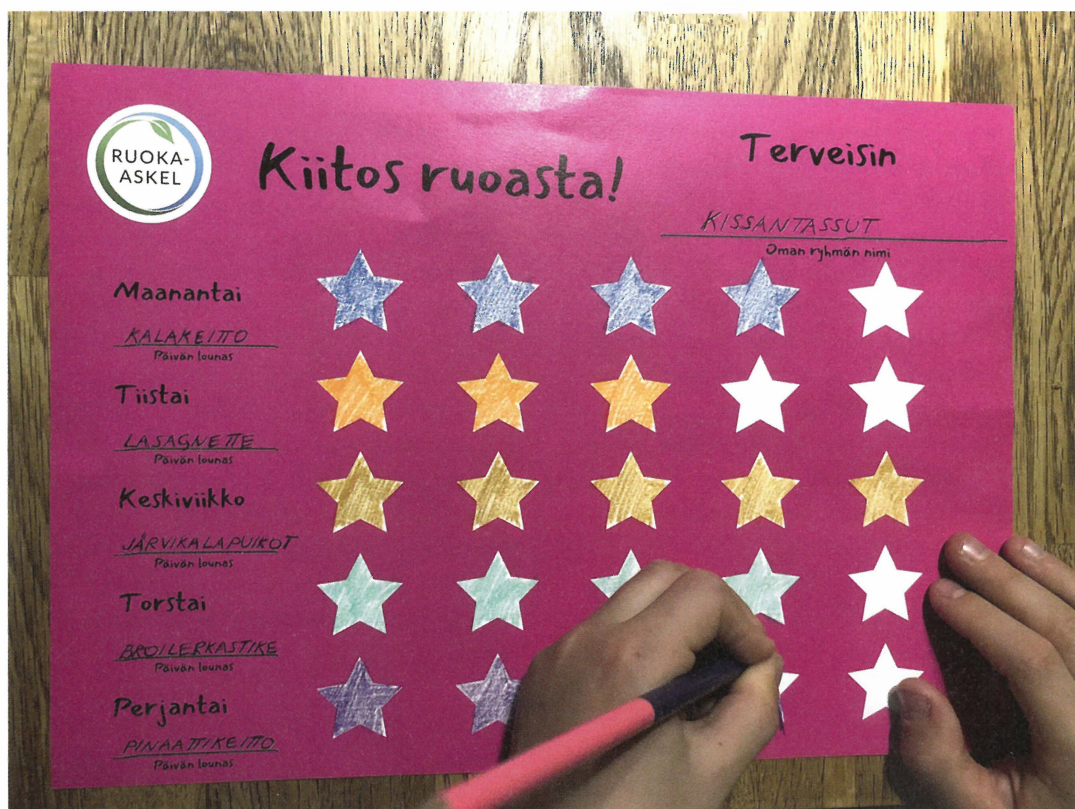 RUOKA-
ASKEL
Kiitos ruoasta!
Terveisin
KISSANTASSUT
Oman ryhmän nimi
Maanantai
KALAKEITTO
Päivän lounas
Tiistai
LASAGNETTE
Päivän lounas
Keskiviikko
JÄRVIKALAPUIKOT
Päivän lounas
Torstai
BROILERKASTIKE
Päivän lounas
Perjantai
PINAATTIKEITTO
Päivän lounas